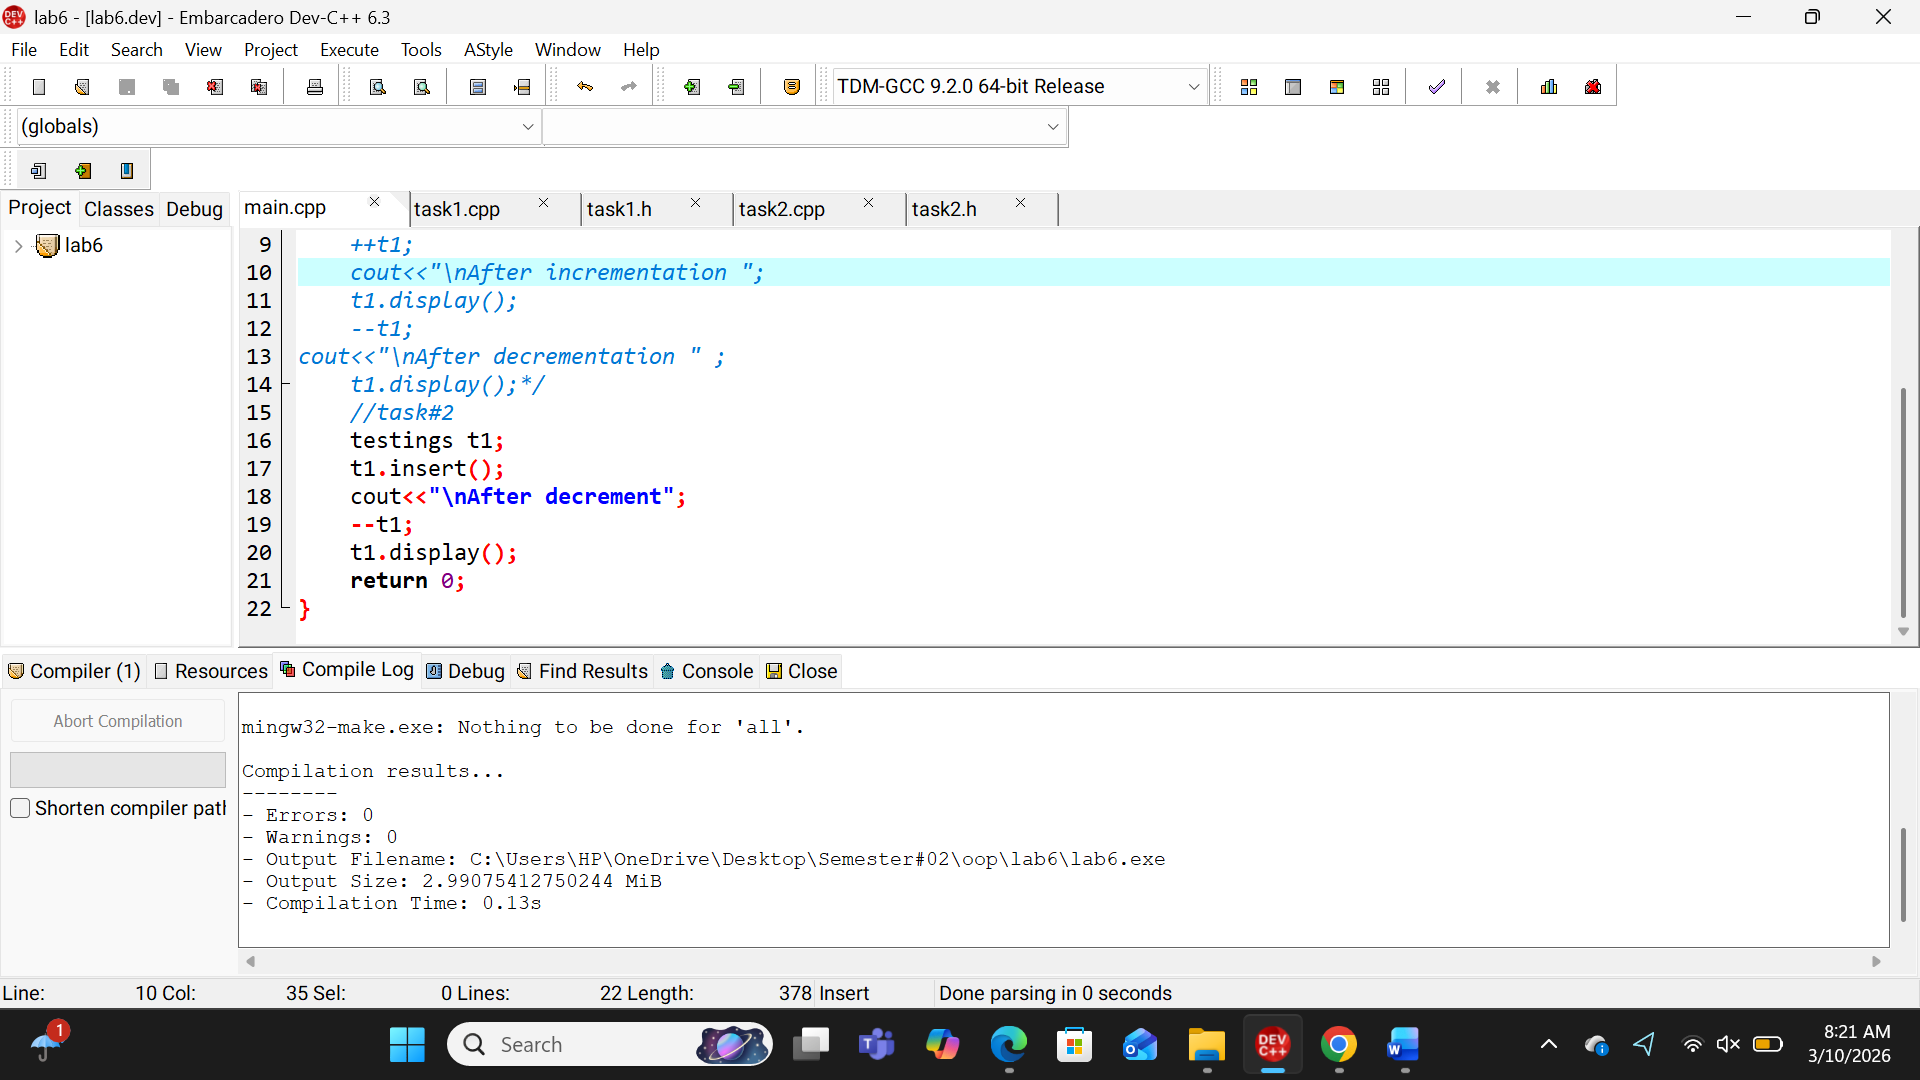 lab6 - [lab6.dev] - Embarcadero Dev-C++ 6.3
File Edit Search View Project Execute Tools AStyle Window Help
TDM-GCC 9.2.0 64-bit Release
(globals)
Project Classes Debug main.cpp task1.cpp task1.h task2.cpp task2.h
lab6
9 ++t1;
10 cout<<"\nAfter incrementation ";
11 t1.display();
12 --t1;
13 cout<<"\nAfter decrementation " ;
14 t1.display();*/
15 //task#2
16 testings t1;
17 t1.insert();
18 cout<<"\nAfter decrement";
19 --t1;
20 t1.display();
21 return 0;
22 }
Compiler (1) Resources Compile Log Debug Find Results Console Close
Abort Compilation
Shorten compiler path
mingw32-make.exe: Nothing to be done for 'all'.
Compilation results...
--------
- Errors: 0
- Warnings: 0
- Output Filename: C:\Users\HP\OneDrive\Desktop\Semester#02\oop\lab6\lab6.exe
- Output Size: 2.99075412750244 MiB
- Compilation Time: 0.13s
Line: 10 Col: 35 Sel: 0 Lines: 22 Length: 378 Insert Done parsing in 0 seconds
1
Search
DEV C++
8:21 AM
3/10/2026